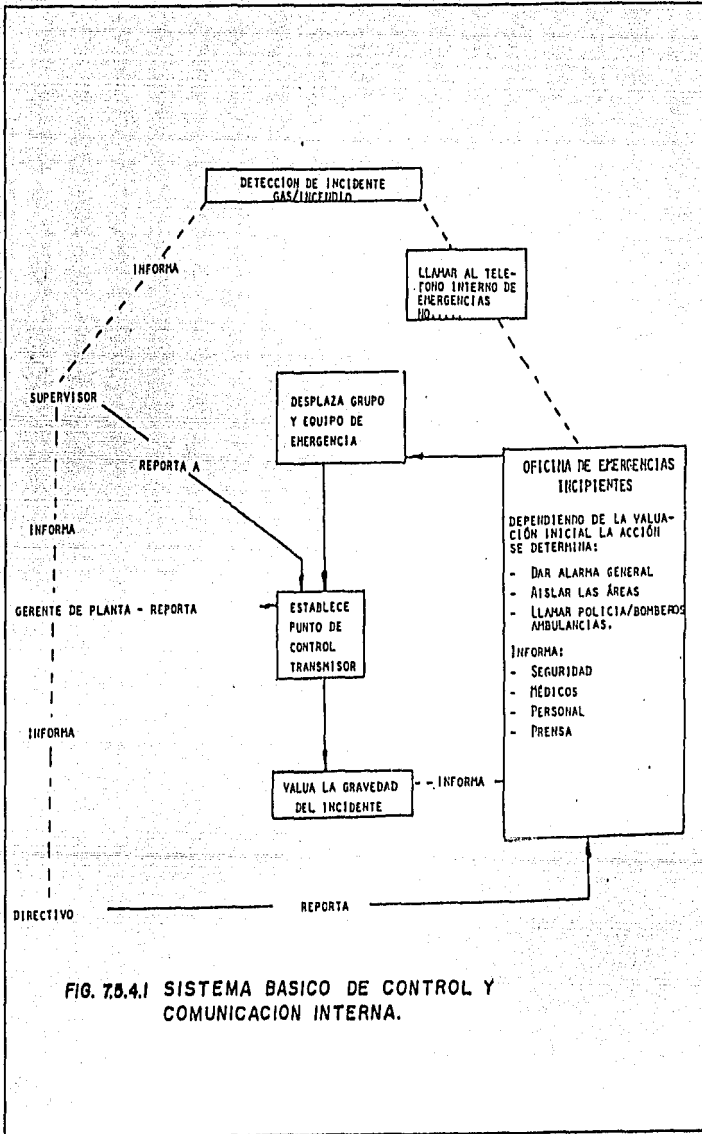 DETECCION DE INCIDENTE
GAS/INCENDIO
INFORMA
LLAMAR AL TELE-
FONO INTERNO DE
EMERGENCIAS
NO.....
SUPERVISOR
DESPLAZA GRUPO
Y EQUIPO DE
EMERGENCIA
REPORTA A
OFICINA DE EMERGENCIAS
INCIPIENTES
DEPENDIENDO DE LA VALUA-
CIÓN INICIAL LA ACCIÓN
SE DETERMINA:
- DAR ALARMA GENERAL
- AISLAR LAS ÁREAS
- LLAMAR POLICIA/BOMBEROS
AMBULANCIAS.
INFORMA:
- SEGURIDAD
- MÉDICOS
- PERSONAL
- PRENSA
INFORMA
GERENTE DE PLANTA - REPORTA
ESTABLECE
PUNTO DE
CONTROL
TRANSMISOR
INFORMA
VALUA LA GRAVEDAD
DEL INCIDENTE
INFORMA
DIRECTIVO
REPORTA
FIG. 7.5.4.1 SISTEMA BASICO DE CONTROL Y
COMUNICACION INTERNA.